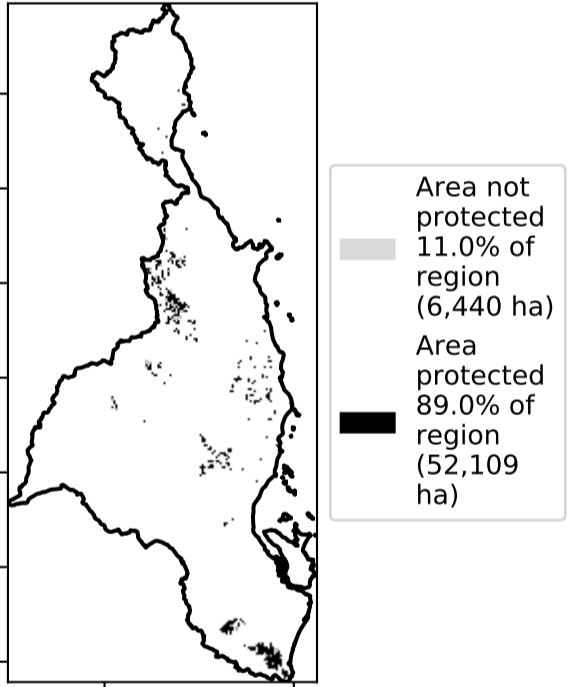 Area not
protected
11.0% of
region
(6,440 ha)
Area
protected
89.0% of
region
(52,109
ha)